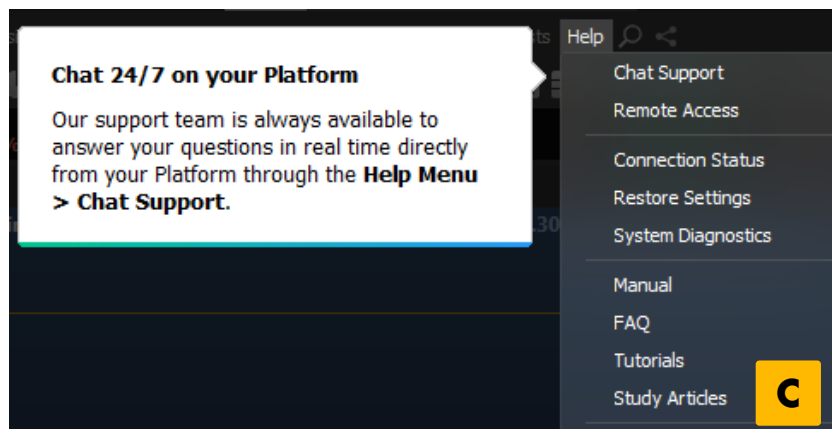 Help
Chat 24/7 on your Platform
Our support team is always available to
answer your questions in real time directly
from your Platform through the Help Menu
> Chat Support.
.30
Chat Support
Remote Access
Connection Status
Restore Settings
System Diagnostics
Manual
FAQ
Tutorials
Study Articles
C